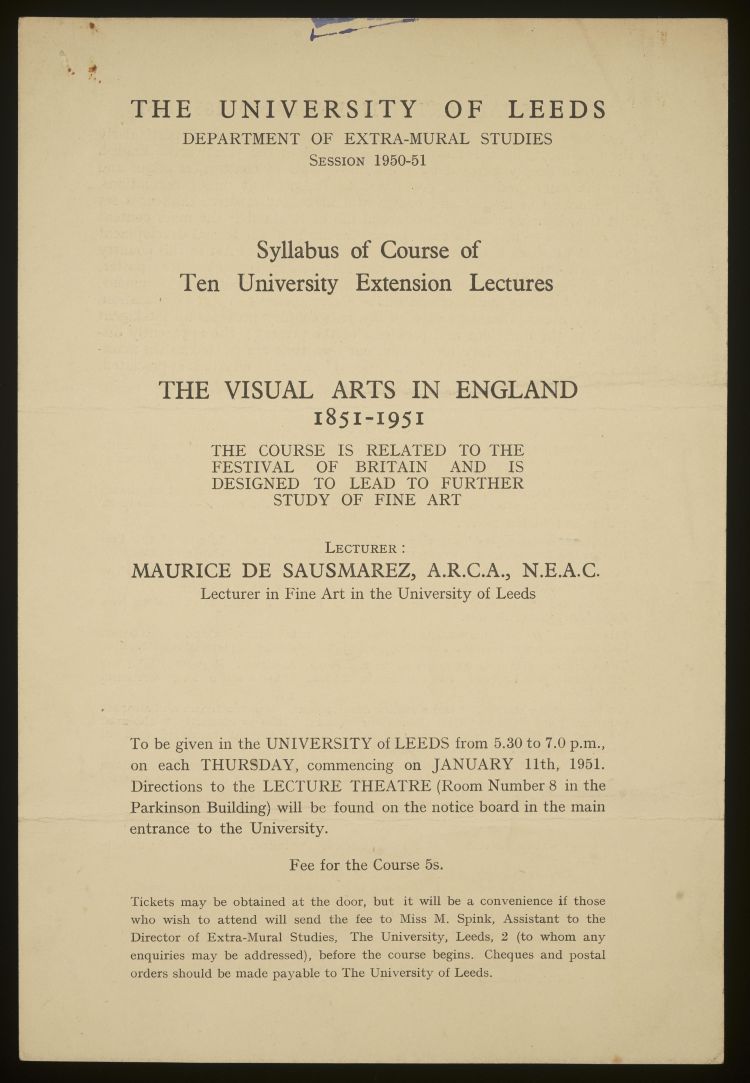 THE UNIVERSITY OF LEEDS
DEPARTMENT OF EXTRA-MURAL STUDIES
SESSION 1950-51
Syllabus of Course of
Ten University Extension Lectures
THE VISUAL ARTS IN ENGLAND
1851-1951
THE COURSE IS RELATED TO THE
FESTIVAL OF BRITAIN AND IS
DESIGNED TO LEAD TO FURTHER
STUDY OF FINE ART
LECTURER :
MAURICE DE SAUSMAREZ, A.R.C.A., N.E.A.C.
Lecturer in Fine Art in the University of Leeds
To be given in the UNIVERSITY of LEEDS from 5.30 to 7.0 p.m.,
on each THURSDAY, commencing on JANUARY 11th, 1951.
Directions to the LECTURE THEATRE (Room Number 8 in the
Parkinson Building) will be found on the notice board in the main
entrance to the University.
Fee for the Course 5s.
Tickets may be obtained at the door, but it will be a convenience if those
who wish to attend will send the fee to Miss M. Spink, Assistant to the
Director of Extra-Mural Studies, The University, Leeds, 2 (to whom any
enquiries may be addressed), before the course begins. Cheques and postal
orders should be made payable to The University of Leeds.